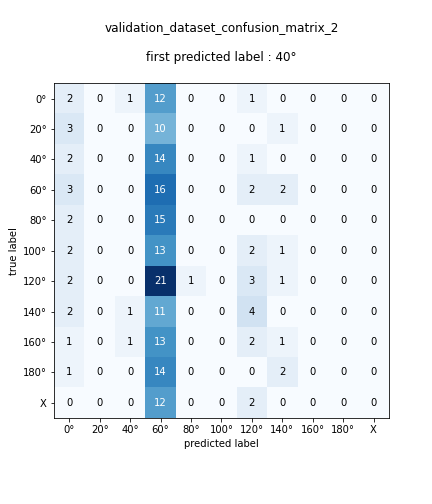 validation_dataset_confusion_matrix_2
first predicted label : 40°
0° 2 0 1 12 0 0 1 0 0 0 0
20° 3 0 0 10 0 0 0 1 0 0 0
40° 2 0 0 14 0 0 1 0 0 0 0
60° 3 0 0 16 0 0 2 2 0 0 0
80° 2 0 0 15 0 0 0 0 0 0 0
100° 2 0 0 13 0 0 2 1 0 0 0
120° 2 0 0 21 1 0 3 1 0 0 0
140° 2 0 1 11 0 0 4 0 0 0 0
160° 1 0 1 13 0 0 2 1 0 0 0
180° 1 0 0 14 0 0 0 2 0 0 0
X 0 0 0 12 0 0 2 0 0 0 0
0° 20° 40° 60° 80° 100° 120° 140° 160° 180° X
true label
predicted label